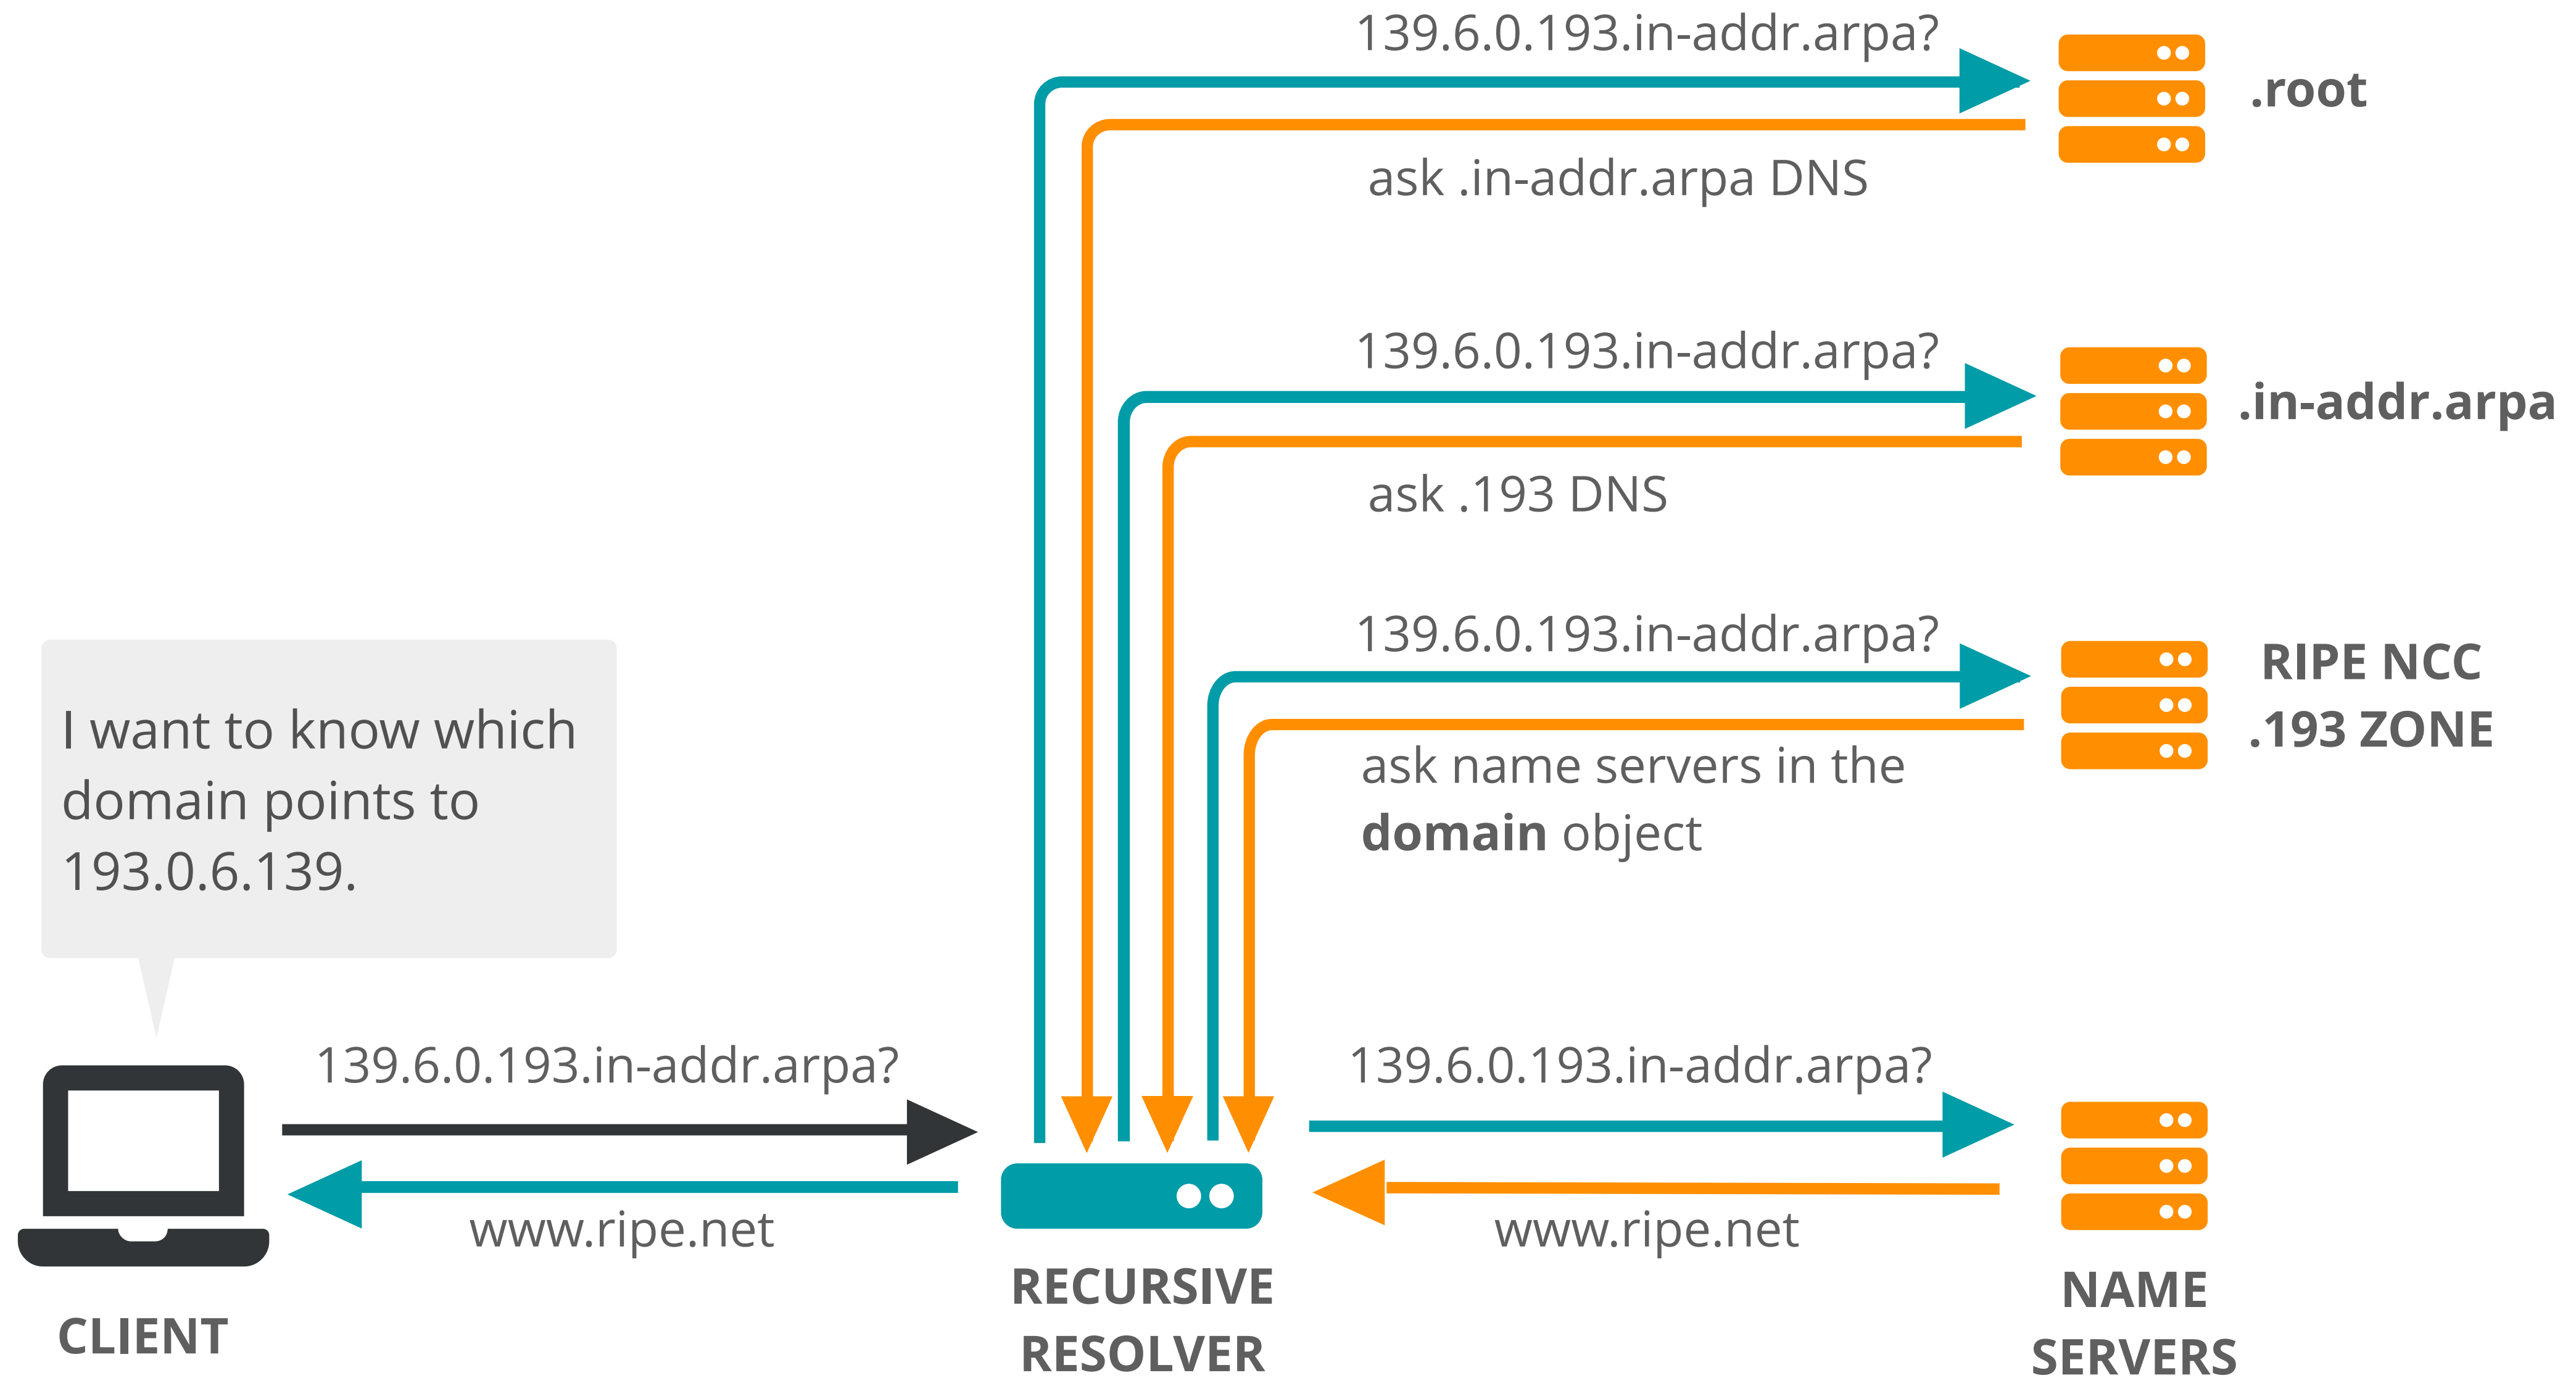 139.6.0.193.in-addr.arpa?
.root
ask .in-addr.arpa DNS
139.6.0.193.in-addr.arpa?
.in-addr.arpa
ask .193 DNS
139.6.0.193.in-addr.arpa?
RIPE NCC
.193 ZONE
ask name servers in the
domain object
I want to know which
domain points to
193.0.6.139.
139.6.0.193.in-addr.arpa?
139.6.0.193.in-addr.arpa?
www.ripe.net
www.ripe.net
CLIENT
RECURSIVE
RESOLVER
NAME
SERVERS